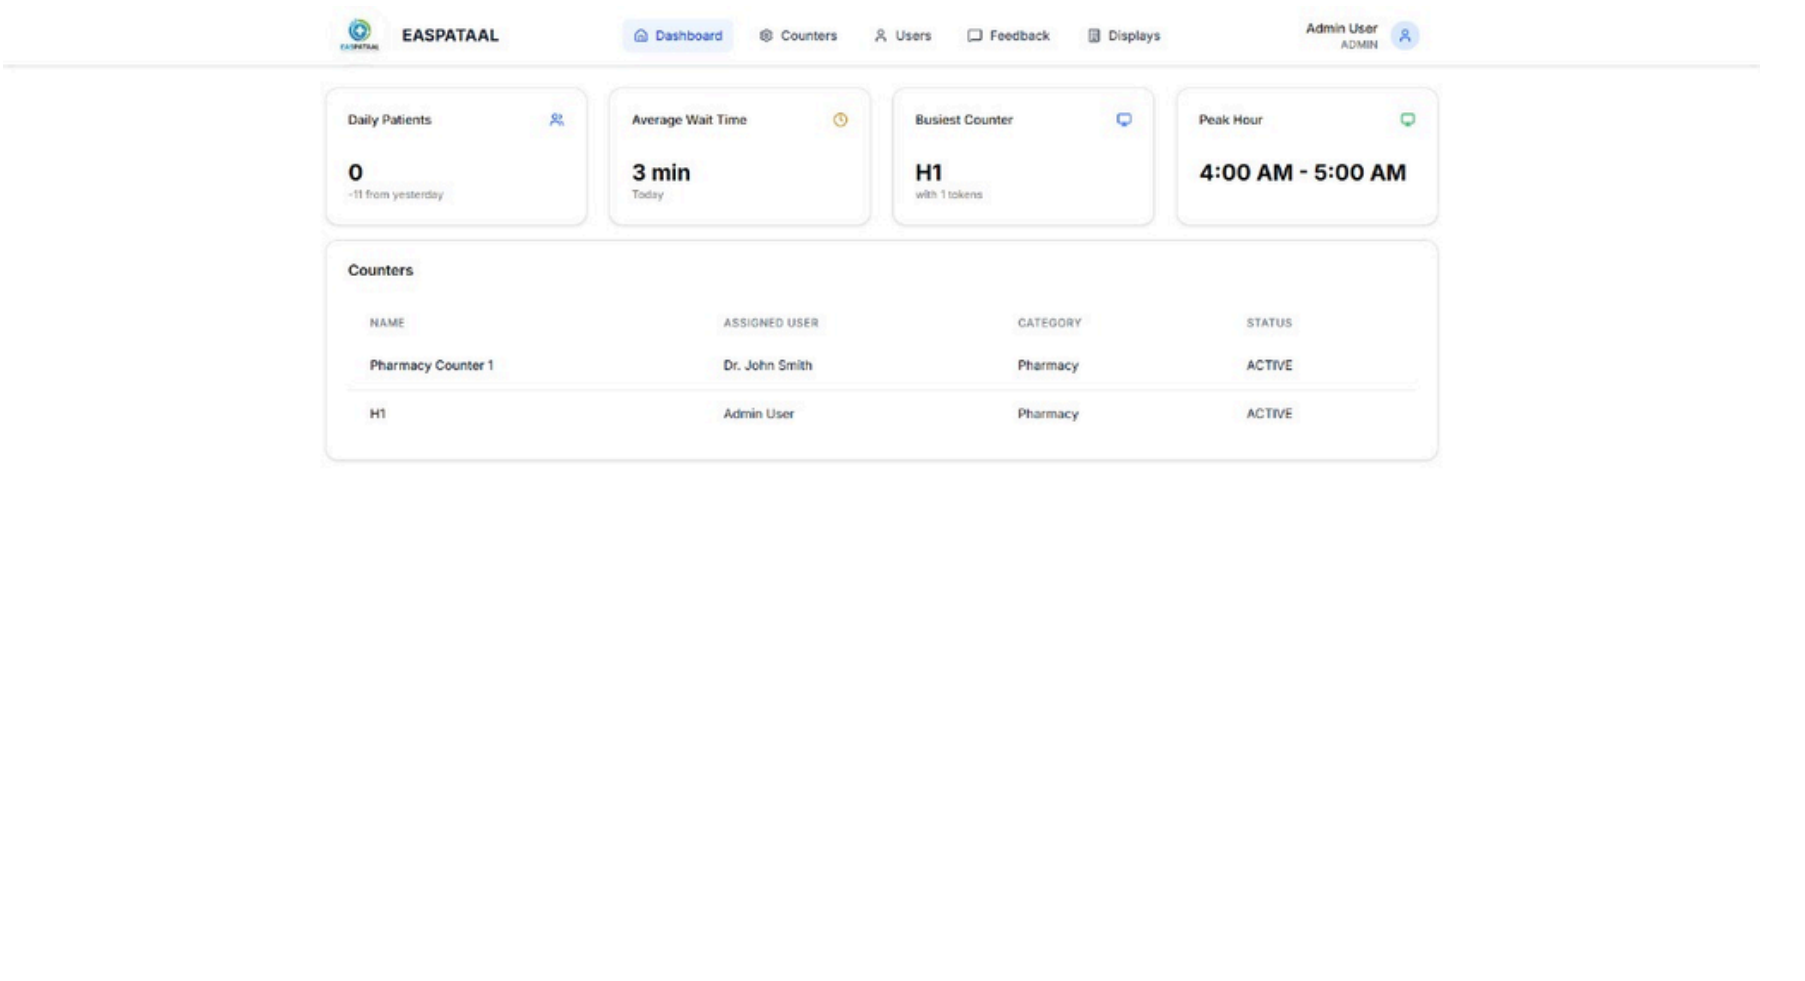 EASPATAAL
EASPATAAL
Dashboard
Counters
Users
Feedback
Displays
Admin User
ADMIN
Daily Patients
0
-11 from yesterday
Average Wait Time
3 min
Today
Busiest Counter
H1
with 1 tokens
Peak Hour
4:00 AM - 5:00 AM
Counters
NAME ASSIGNED USER CATEGORY STATUS
Pharmacy Counter 1 Dr. John Smith Pharmacy ACTIVE
H1 Admin User Pharmacy ACTIVE